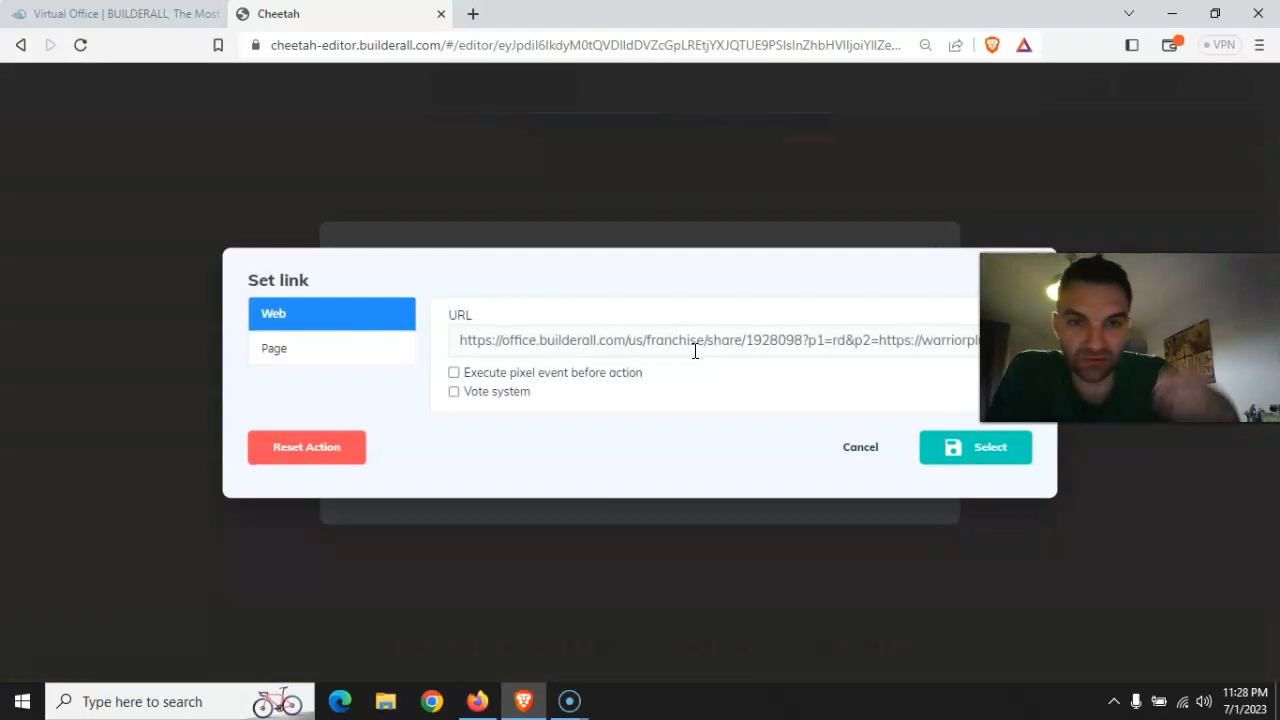 Virtual Office | BUILDERALL, The Most
Cheetah
cheetah-editor.builderall.com/#/editor/eyJpdiI6IkdyM0tQVDlIdDVZcGpLREtjYXJQTUE9PSIsInZhbHVlIjoiYllZe...
VPN
Set link
Web
Page
URL
https://office.builderall.com/us/franchise/share/1928098?p1=rd&p2=https://warriorpl
Execute pixel event before action
Vote system
Reset Action
Cancel
Select
Type here to search
11:28 PM
7/1/2023